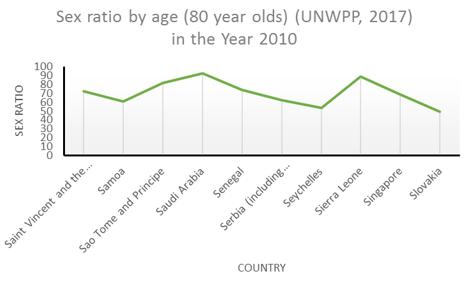 Sex ratio by age (80 year olds) (UNWPP, 2017)
in the Year 2010
SEX RATIO
100
90
80
70
60
50
40
30
20
10
0
Saint Vincent and the...
Samoa
Sao Tome and Principe
Saudi Arabia
Senegal
Serbia (including...
Seychelles
Sierra Leone
Singapore
Slovakia
COUNTRY